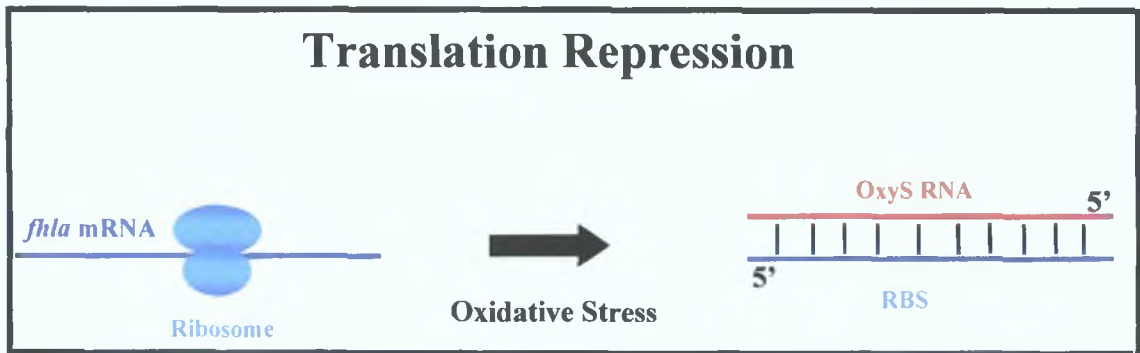 Translation Repression
fhla mRNA
Ribosome
Oxidative Stress
OxyS RNA
5’
5’
RBS